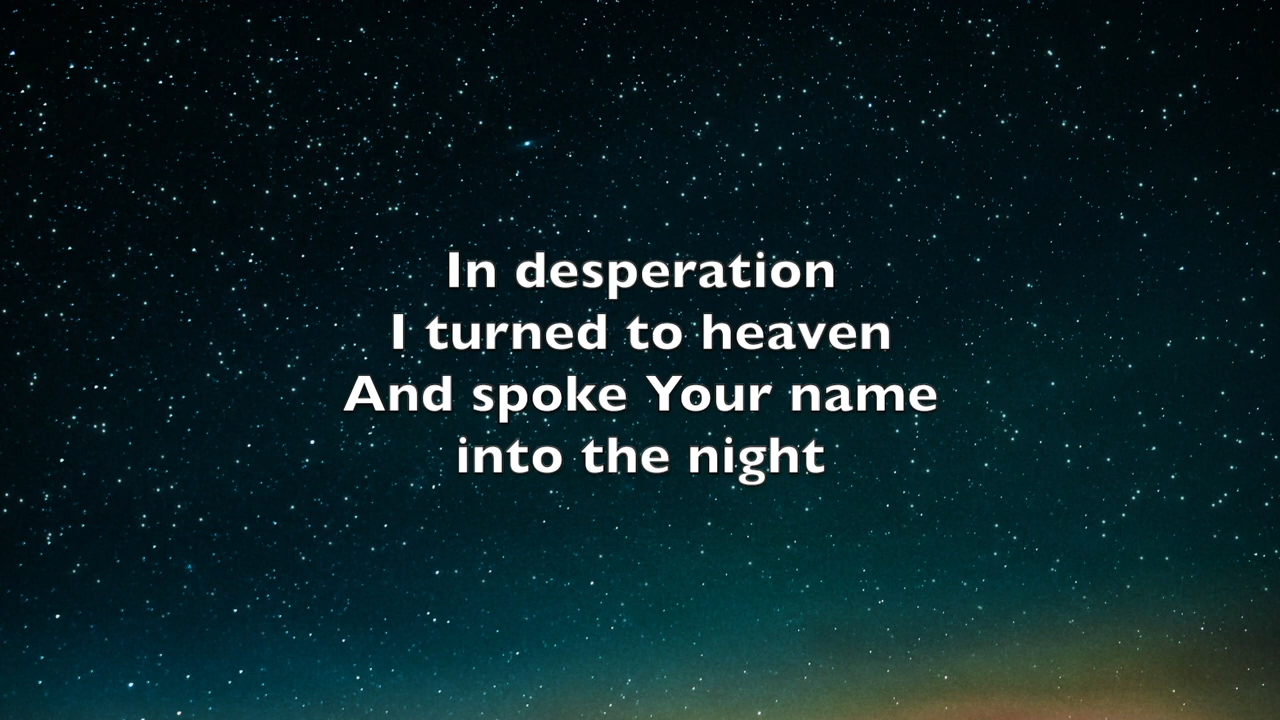 In desperation
I turned to heaven
And spoke Your name
into the night